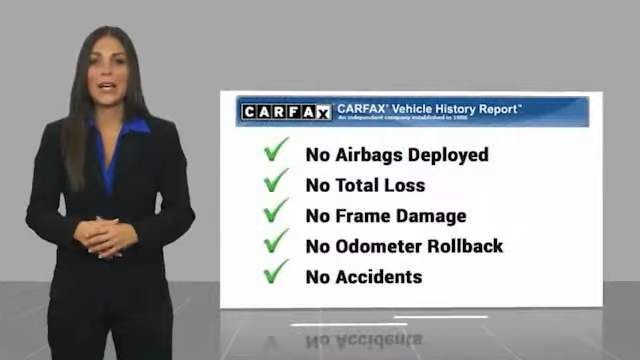 CARFAX CARFAX® Vehicle History Report™
An independent company established in 1986
No Airbags Deployed
No Total Loss
No Frame Damage
No Odometer Rollback
No Accidents